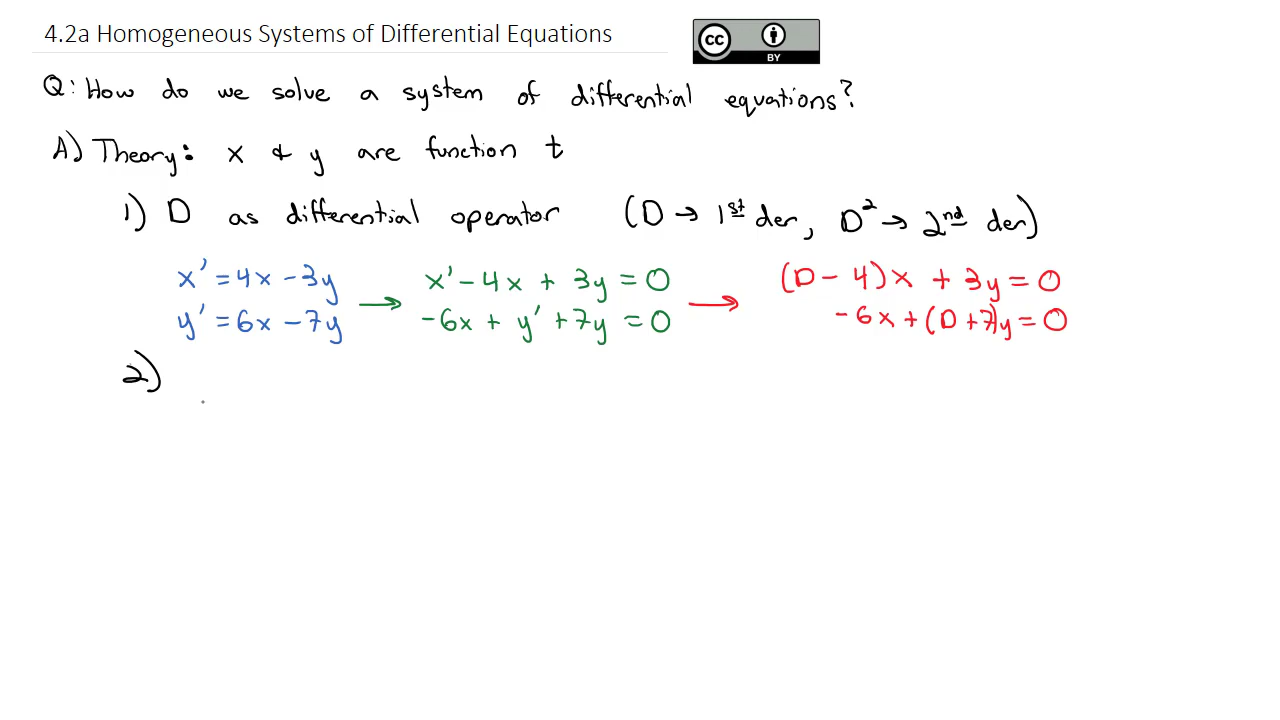 4.2a Homogeneous Systems of Differential Equations
cc BY
Q: How do we solve a system of differential equations?
A) Theory: x & y are function t
1) D as differential operator (D → 1st der, D² → 2nd der)
x' = 4x - 3y → x' - 4x + 3y = 0 → (D - 4)x + 3y = 0
y' = 6x - 7y -6x + y' + 7y = 0 -6x + (D + 7)y = 0
2)